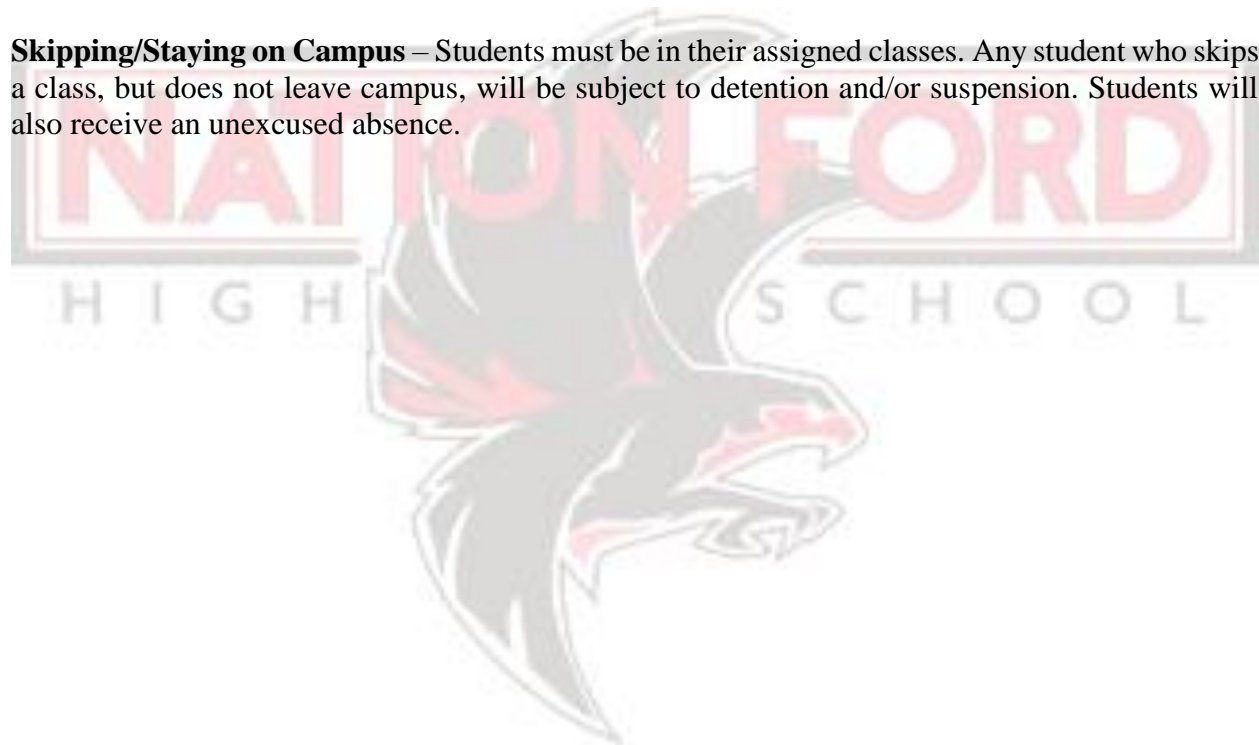 Skipping/Staying on Campus – Students must be in their assigned classes. Any student who skips
a class, but does not leave campus, will be subject to detention and/or suspension. Students will
also receive an unexcused absence.
NATION FORD
HIGH SCHOOL